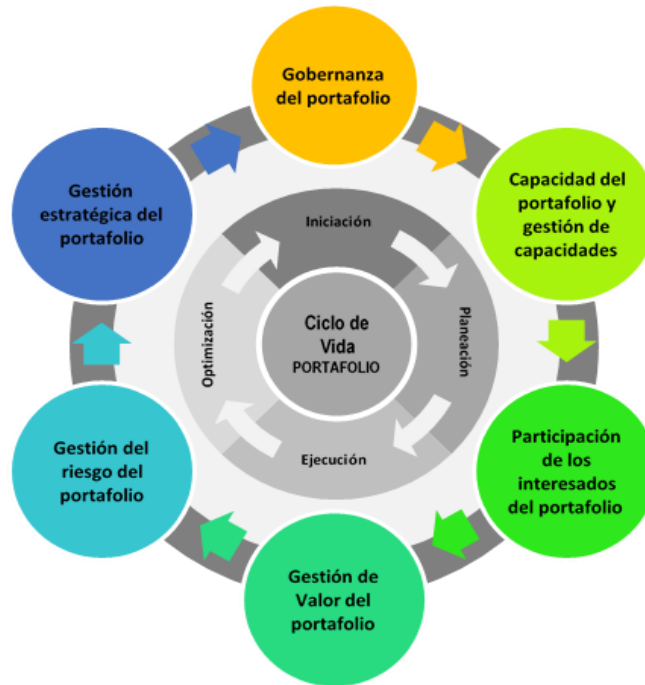 Gobernanza
del portafolio
Capacidad del
portafolio y
gestión de
capacidades
Participación
de los
interesados
del portafolio
Gestión de
Valor del
portafolio
Gestión del
riesgo del
portafolio
Gestión
estratégica del
portafolio
Iniciación
Planeación
Ejecución
Optimización
Ciclo de
Vida
PORTAFOLIO